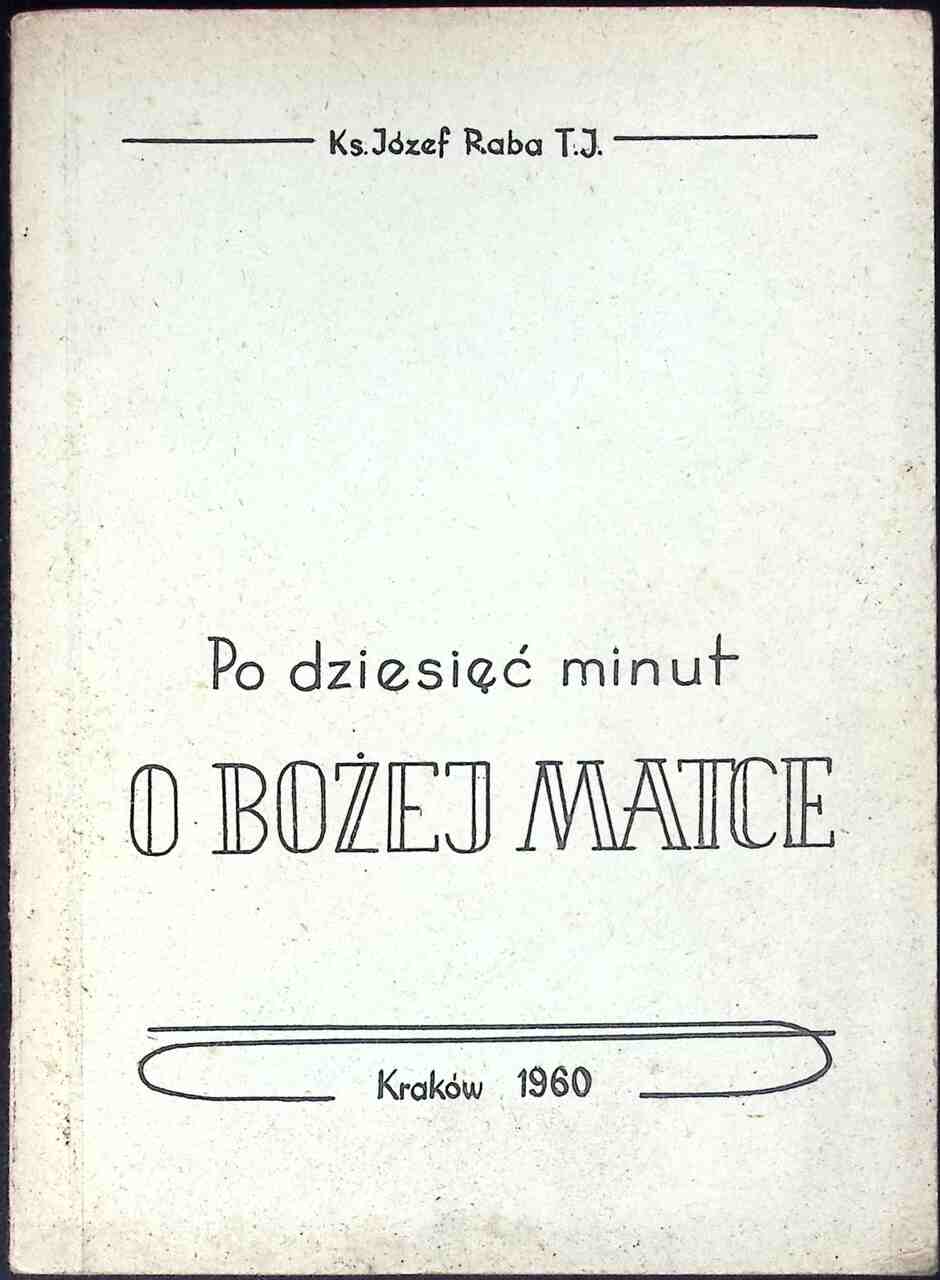 Ks. Józef Raba T.J.
Po dziesięć minut
O BOŻEJ MATCE
Kraków 1960